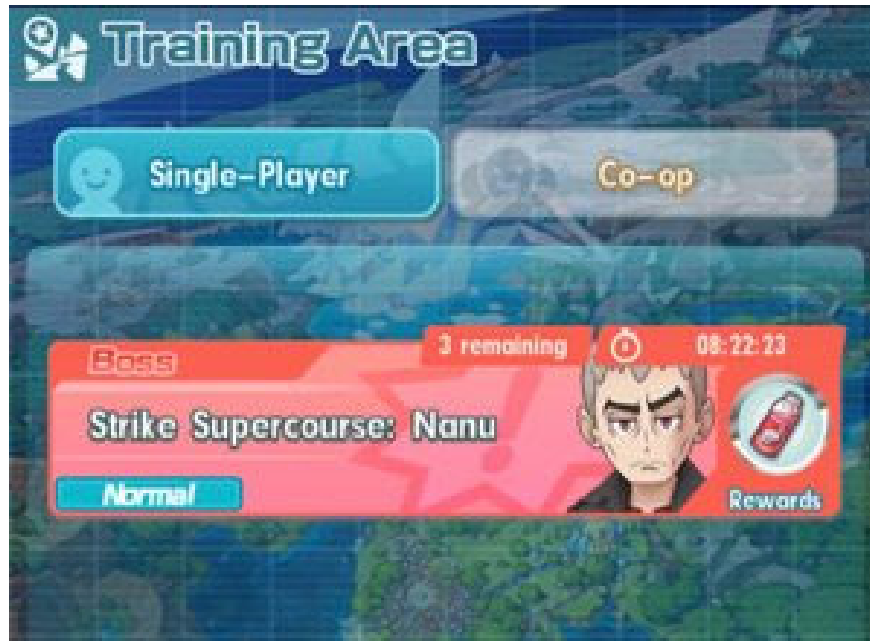 Training Area
Single-Player
Co-op
Boss
3 remaining
08:22:23
Strike Supercourse: Nanu
Normal
Rewards